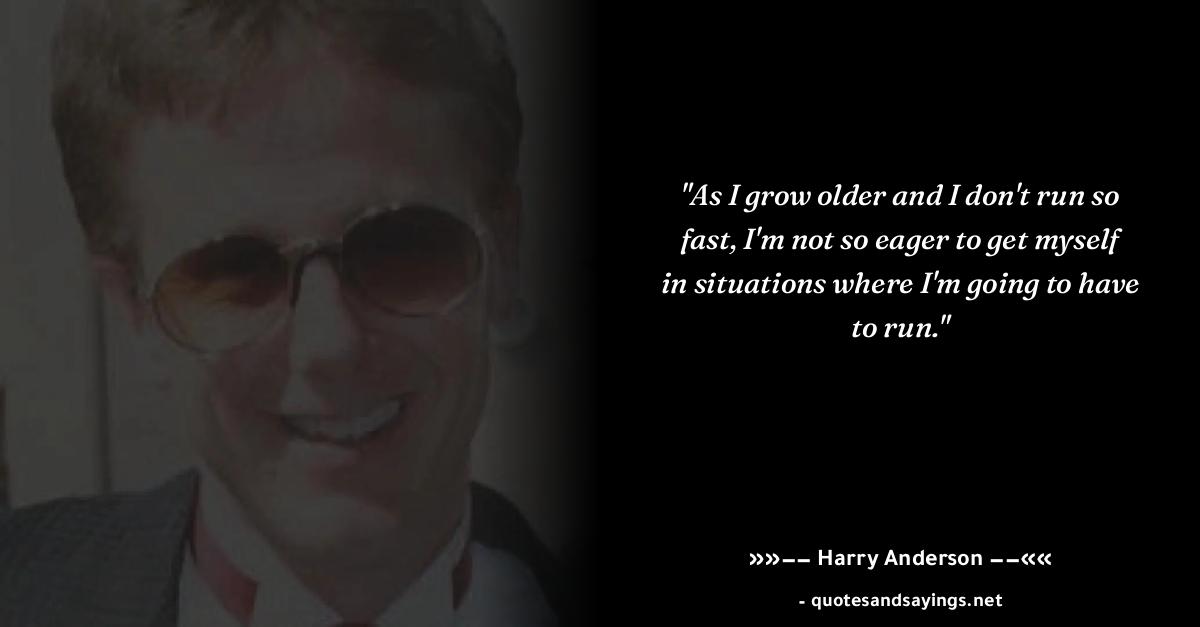 "As I grow older and I don't run so
fast, I'm not so eager to get myself
in situations where I'm going to have
to run."
»»−− Harry Anderson −−««
- quotesandsayings.net